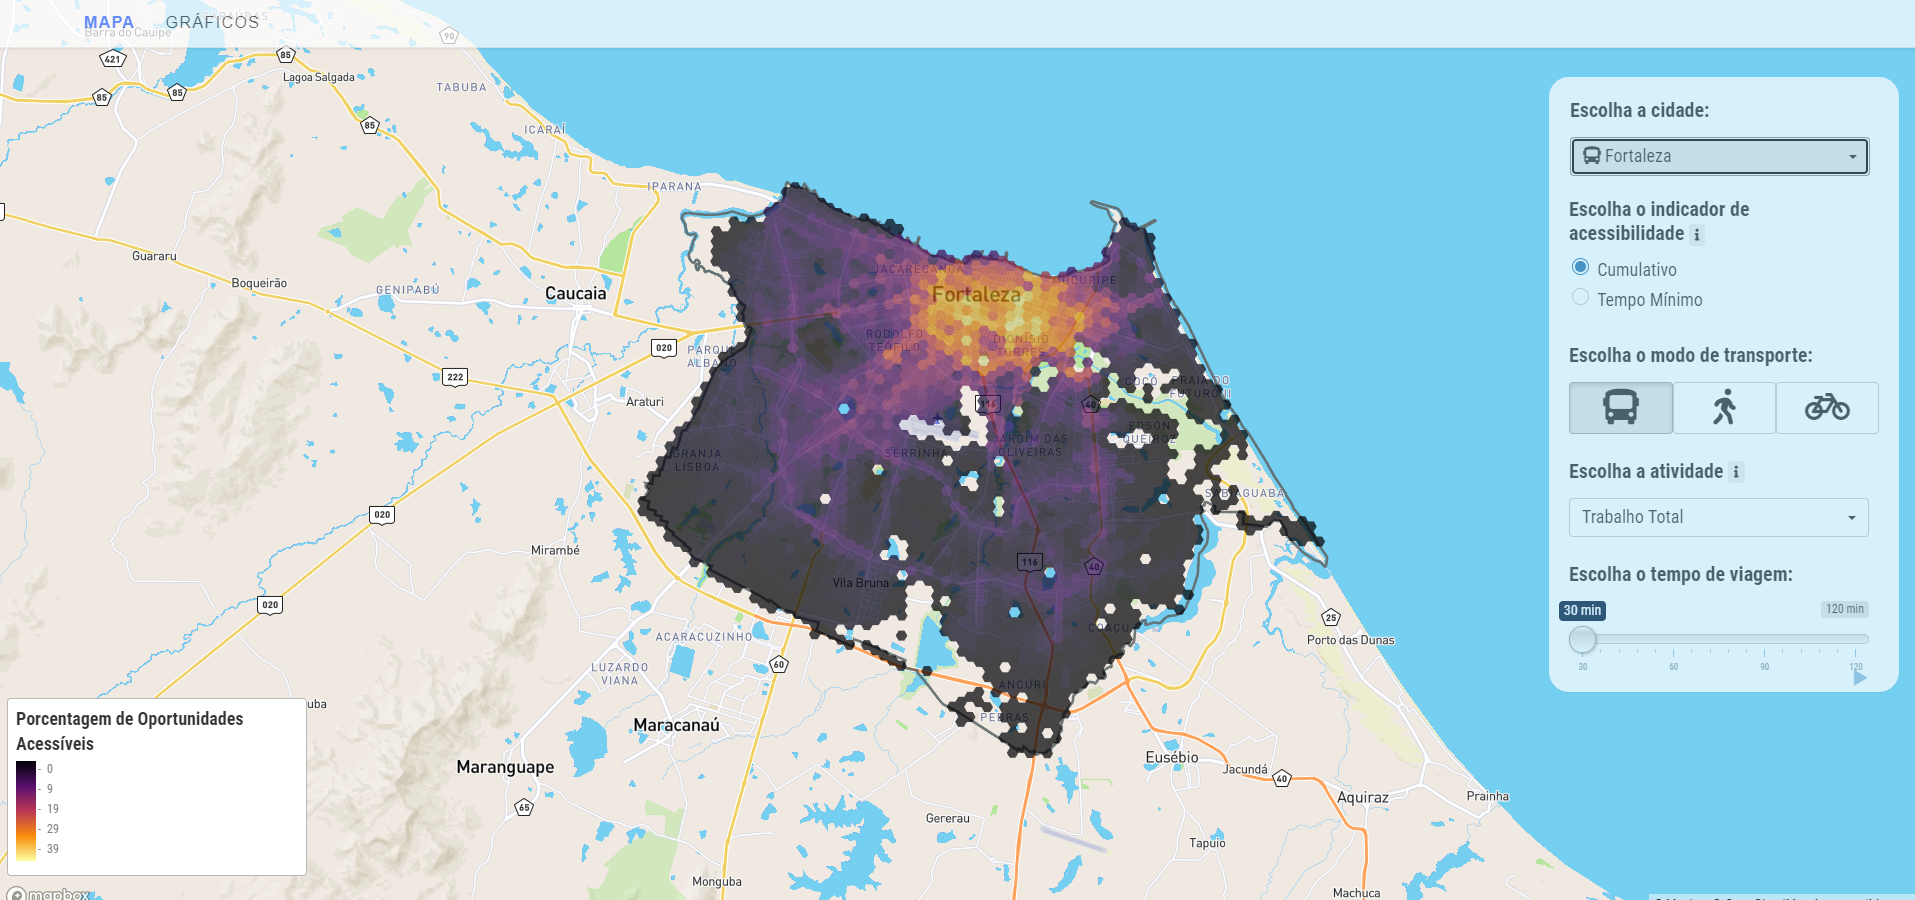 MAPA
GRÁFICOS
Barra do Cauípe
90
421
85
85
85
85
Lagoa Salgada
TABUBA
ICARAÍ
IPARANA
Guararu
Boqueirão
GENIPABÚ
Caucaia
JACARECANGA
MUCURIPE
Fortaleza
RODOLFO
TEÓFILO
DIONÍSIO
TORRES
020
PARQUE
ALBANO
222
Araturi
COCÓ
PRAIA DO
FUTURO II
116
40
EDSON
QUEIROZ
JARDIM DAS
OLIVEIRAS
SERRINHA
GRANJA
LISBOA
SABIAGUABA
020
Mirambé
116
40
Vila Bruna
020
25
COAÇU
ACARACUZINHO
Porto das Dunas
60
LUZARDO
VIANA
ANCURI
PEDRAS
Maracanaú
Eusébio
Maranguape
Jacundá
40
65
Aquiraz
Prainha
Gererau
Tapuio
Monguba
Machuca
Escolha a cidade:
Fortaleza
Escolha o indicador de
acessibilidade i
Cumulativo
Tempo Mínimo
Escolha o modo de transporte:
Escolha a atividade i
Trabalho Total
Escolha o tempo de viagem:
30 min
120 min
30 60 90 120
Porcentagem de Oportunidades
Acessíveis
0
9
19
29
39
mapbox